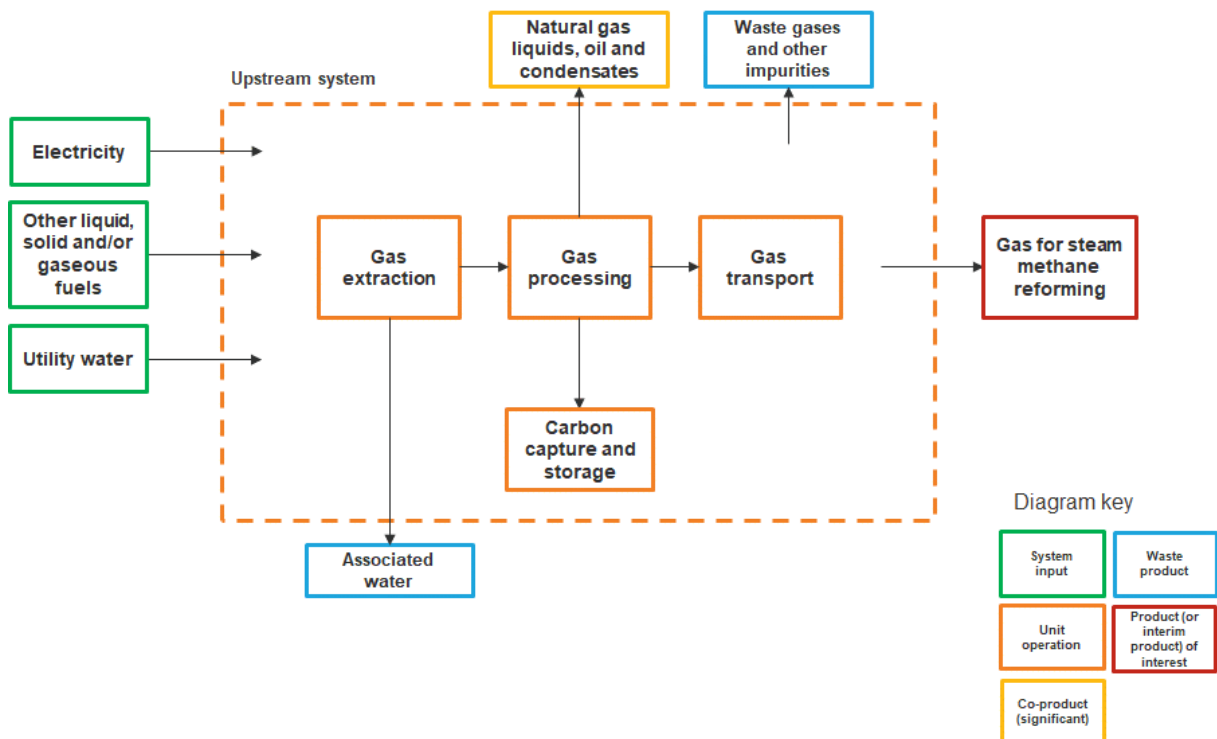 Natural gas
liquids, oil and
condensates
Waste gases
and other
impurities
Upstream system
Electricity
Other liquid,
solid and/or
gaseous
fuels
Utility water
Gas
extraction
Gas
processing
Gas
transport
Gas for steam
methane
reforming
Carbon
capture and
storage
Associated
water
Diagram key
System
input
Waste
product
Unit
operation
Product (or
interim
product) of
interest
Co-product
(significant)